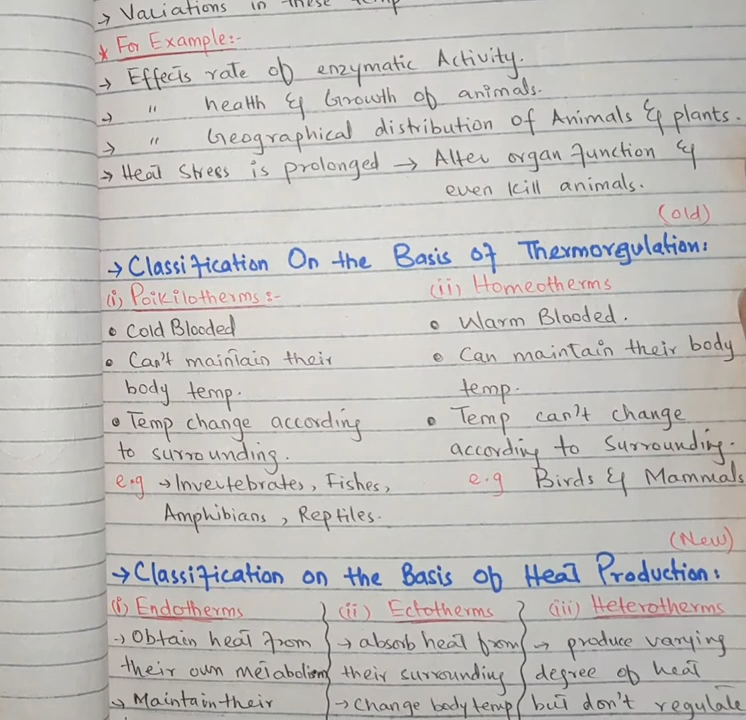 → Variations in these temp
* For Example:-
→ Effects rate of enzymatic Activity.
→ " health & Growth of animals.
→ " Geographical distribution of Animals & plants.
→ Heat Stress is prolonged → Alter organ function &
even kill animals.
(old)
→ Classification On the Basis of Thermorgulation:
(i) Poikilotherms :-
• Cold Blooded
• Can't maintain their
body temp.
• Temp change according
to surrounding.
e.g → Invertebrates, Fishes,
Amphibians, Reptiles.
(ii) Homeotherms
• Warm Blooded.
• Can maintain their body
temp.
• Temp can't change
according to Surrounding.
e.g Birds & Mammals
(New)
→ Classification on the Basis of Heat Production:
(i) Endotherms
→ Obtain heat from
their own metabolism
→ Maintain their
(ii) Ectotherms
→ absorb heat from
their surrounding
→ Change body temp
(iii) Heterotherms
→ produce varying
degree of heat
but don't regulate